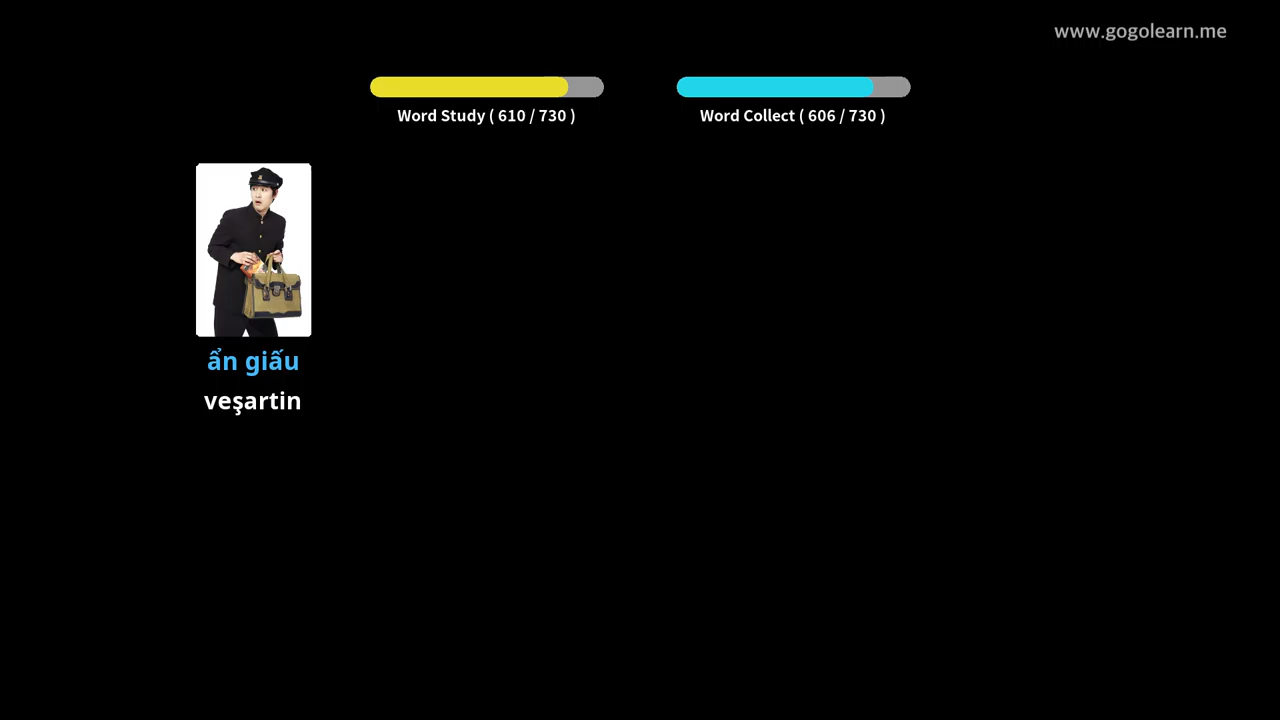 www.gogolearn.me
Word Study ( 610 / 730 )
Word Collect ( 606 / 730 )
ẩn giấu
veşartin